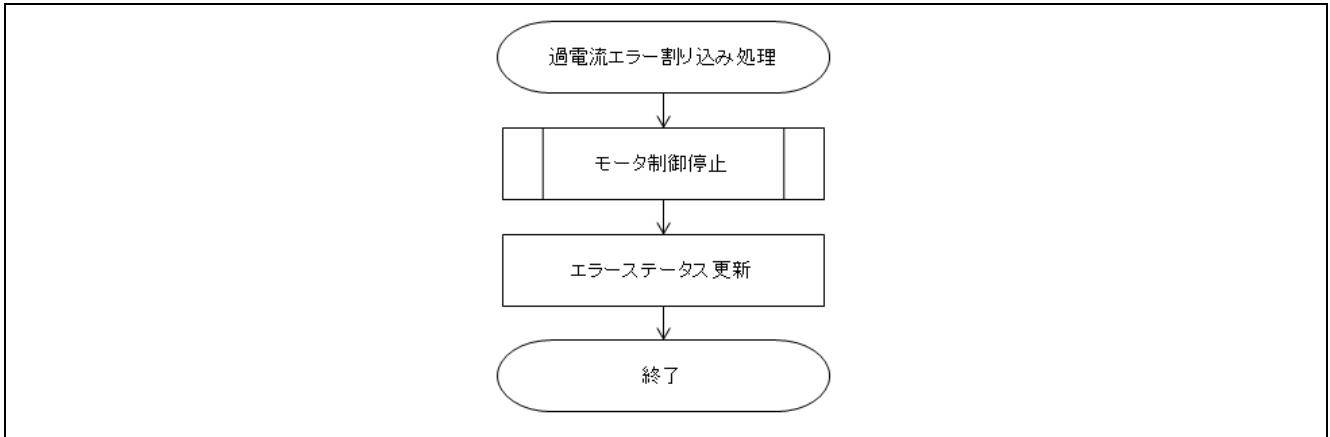 過電流エラー割り込み処理
モータ制御停止
エラーステータス更新
終了